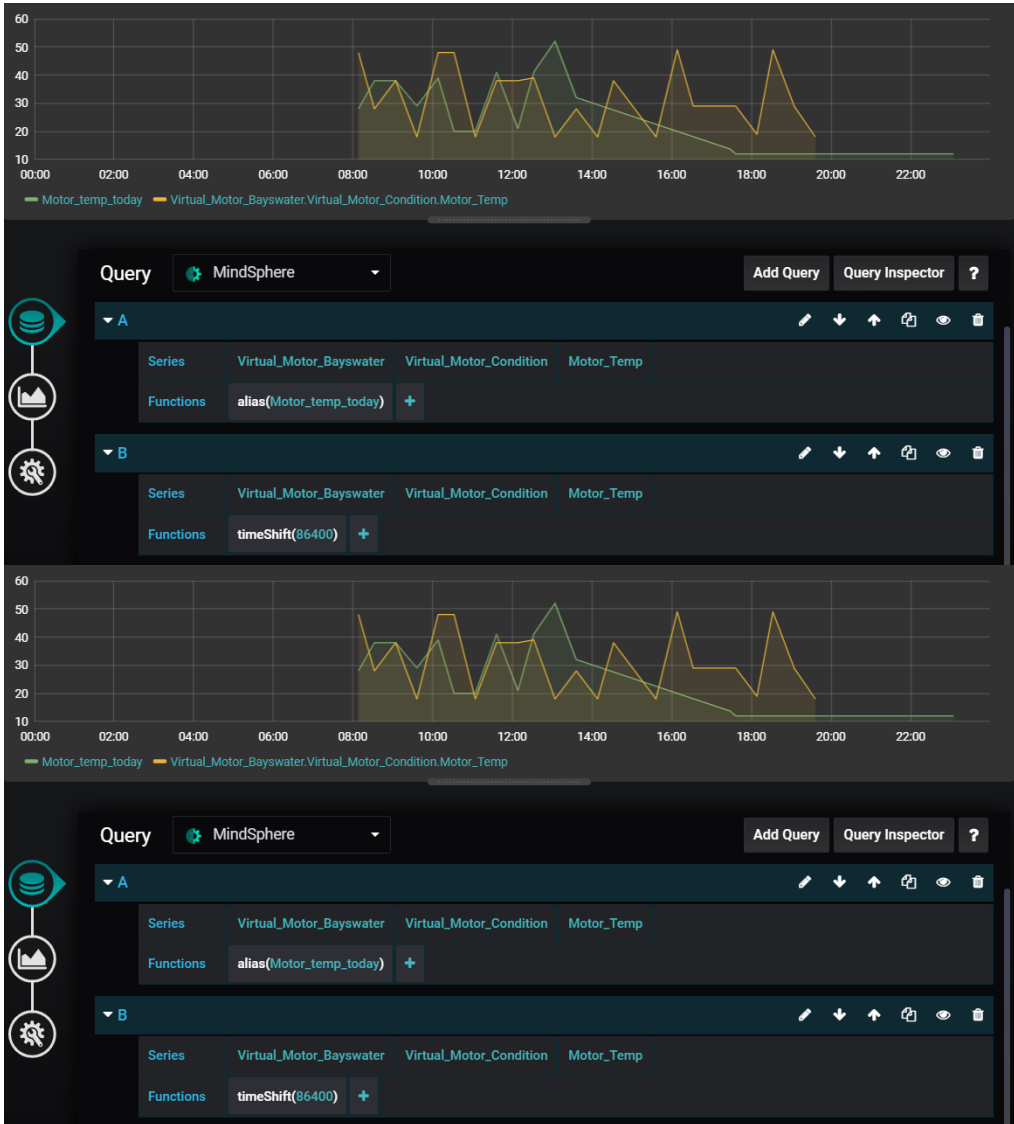 60
50
40
30
20
10
00:00 02:00 04:00 06:00 08:00 10:00 12:00 14:00 16:00 18:00 20:00 22:00
Motor_temp_today Virtual_Motor_Bayswater.Virtual_Motor_Condition.Motor_Temp
Query MindSphere Add Query Query Inspector ?
A
Series Virtual_Motor_Bayswater Virtual_Motor_Condition Motor_Temp
Functions alias(Motor_temp_today) +
B
Series Virtual_Motor_Bayswater Virtual_Motor_Condition Motor_Temp
Functions timeShift(86400) +
60
50
40
30
20
10
00:00 02:00 04:00 06:00 08:00 10:00 12:00 14:00 16:00 18:00 20:00 22:00
Motor_temp_today Virtual_Motor_Bayswater.Virtual_Motor_Condition.Motor_Temp
Query MindSphere Add Query Query Inspector ?
A
Series Virtual_Motor_Bayswater Virtual_Motor_Condition Motor_Temp
Functions alias(Motor_temp_today) +
B
Series Virtual_Motor_Bayswater Virtual_Motor_Condition Motor_Temp
Functions timeShift(86400) +